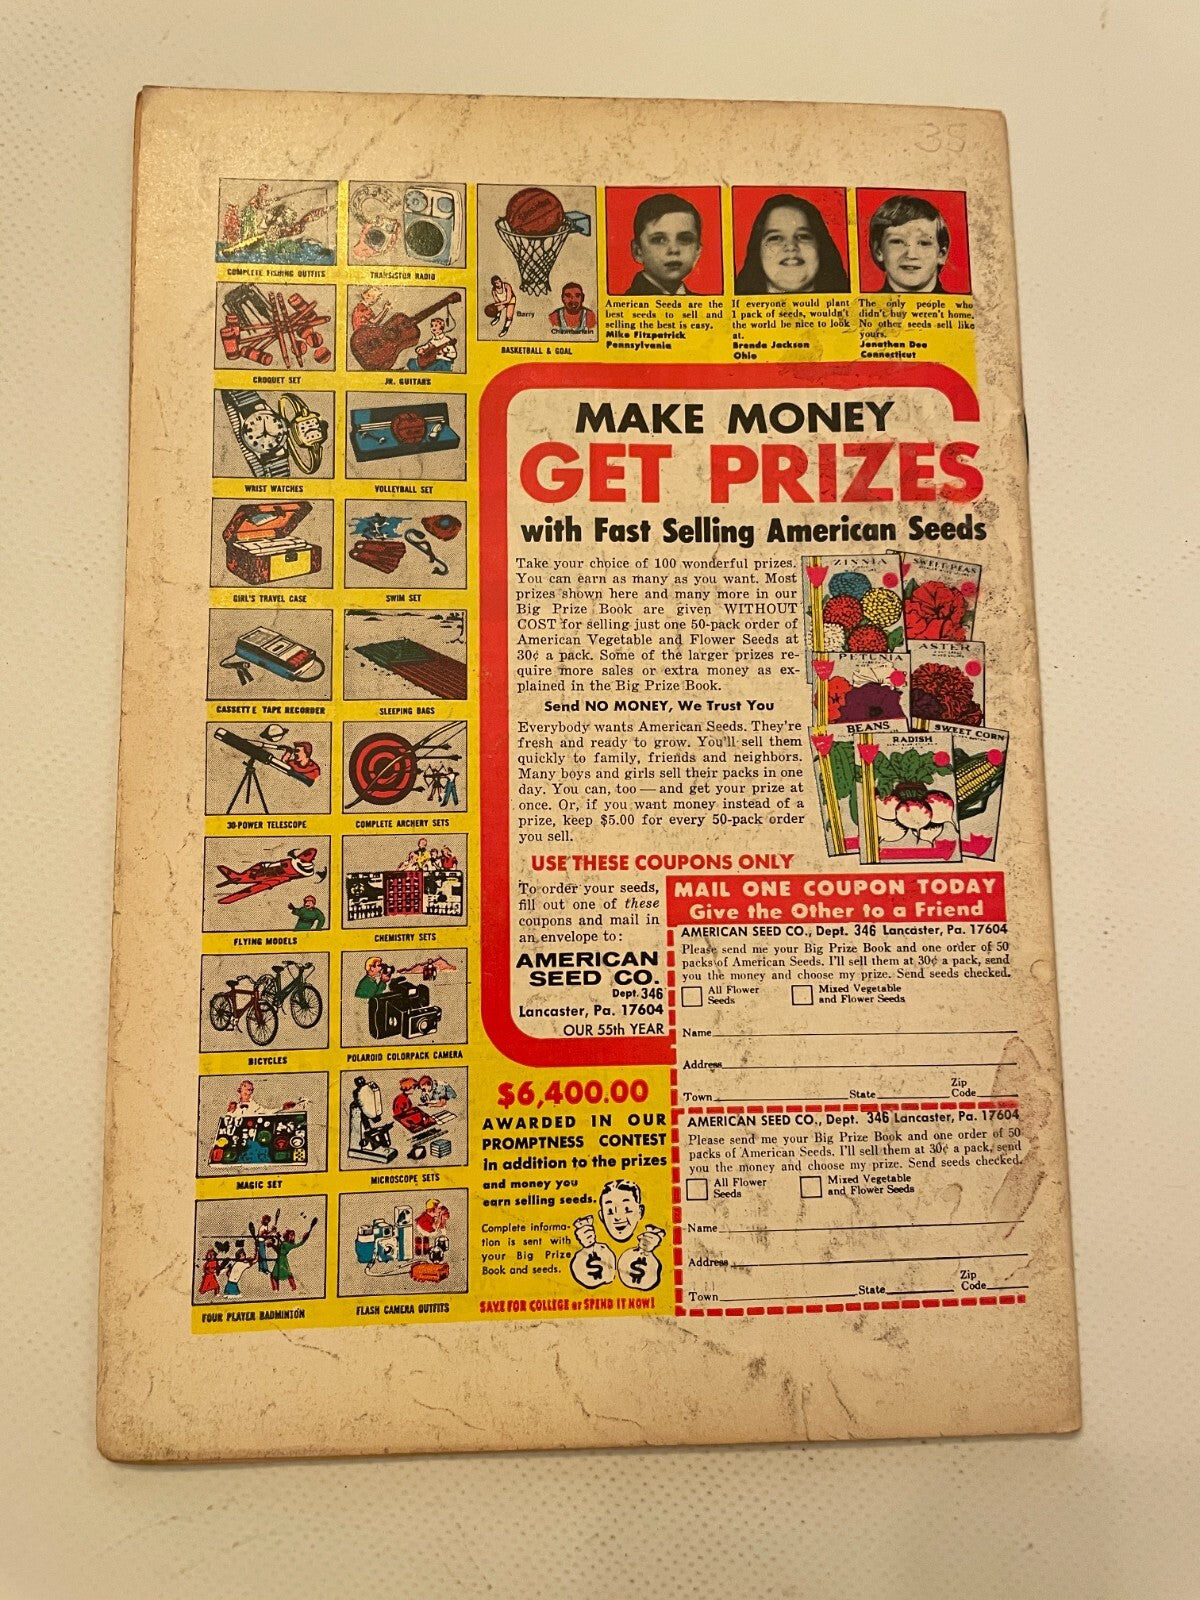 35
COMPLETE FISHING OUTFITS
TRANSISTOR RADIO
Barry
Chamberlain
BASKETBALL & GOAL
CROQUET SET
JR. GUITARS
WRIST WATCHES
VOLLEYBALL SET
GIRL'S TRAVEL CASE
SWIM SET
CASSETTE TAPE RECORDER
SLEEPING BAGS
30-POWER TELESCOPE
COMPLETE ARCHERY SETS
FLYING MODELS
CHEMISTRY SETS
BICYCLES
POLAROID COLORPACK CAMERA
MAGIC SET
MICROSCOPE SETS
FOUR PLAYER BADMINTON
FLASH CAMERA OUTFITS
American Seeds are the
best seeds to sell and
selling the best is easy.
Mike Fitzpatrick
Pennsylvania
If everyone would plant
1 pack of seeds, wouldn't
the world be nice to look
at.
Brenda Jackson
Ohio
The only people who
didn't buy weren't home.
No other seeds sell like
yours.
Jonathan Dee
Connecticut
MAKE MONEY
GET PRIZES
with Fast Selling American Seeds
Take your choice of 100 wonderful prizes.
You can earn as many as you want. Most
prizes shown here and many more in our
Big Prize Book are given WITHOUT
COST for selling just one 50-pack order of
American Vegetable and Flower Seeds at
30¢ a pack. Some of the larger prizes re-
quire more sales or extra money as ex-
plained in the Big Prize Book.
Send NO MONEY, We Trust You
Everybody wants American Seeds. They're
fresh and ready to grow. You'll sell them
quickly to family, friends and neighbors.
Many boys and girls sell their packs in one
day. You can, too — and get your prize at
once. Or, if you want money instead of a
prize, keep $5.00 for every 50-pack order
you sell.
ZINNIA
SWEET PEAS
PETUNIA
ASTER
BEANS
RADISH
SWEET CORN
USE THESE COUPONS ONLY
To order your seeds,
fill out one of these
coupons and mail in
an envelope to:
AMERICAN
SEED CO.
Dept. 346
Lancaster, Pa. 17604
OUR 55th YEAR
MAIL ONE COUPON TODAY
Give the Other to a Friend
AMERICAN SEED CO., Dept. 346 Lancaster, Pa. 17604
Please send me your Big Prize Book and one order of 50
packs of American Seeds. I'll sell them at 30¢ a pack, send
you the money and choose my prize. Send seeds checked.
All Flower
Seeds
Mixed Vegetable
and Flower Seeds
Name
Address
Town State Zip Code
AMERICAN SEED CO., Dept. 346 Lancaster, Pa. 17604
Please send me your Big Prize Book and one order of 50
packs of American Seeds. I'll sell them at 30¢ a pack, send
you the money and choose my prize. Send seeds checked.
All Flower
Seeds
Mixed Vegetable
and Flower Seeds
Name
Address
Town State Zip Code
$6,400.00
AWARDED IN OUR
PROMPTNESS CONTEST
in addition to the prizes
and money you
earn selling seeds.
Complete informa-
tion is sent with
your Big Prize
Book and seeds.
$ $
SAVE FOR COLLEGE or SPEND IT NOW!